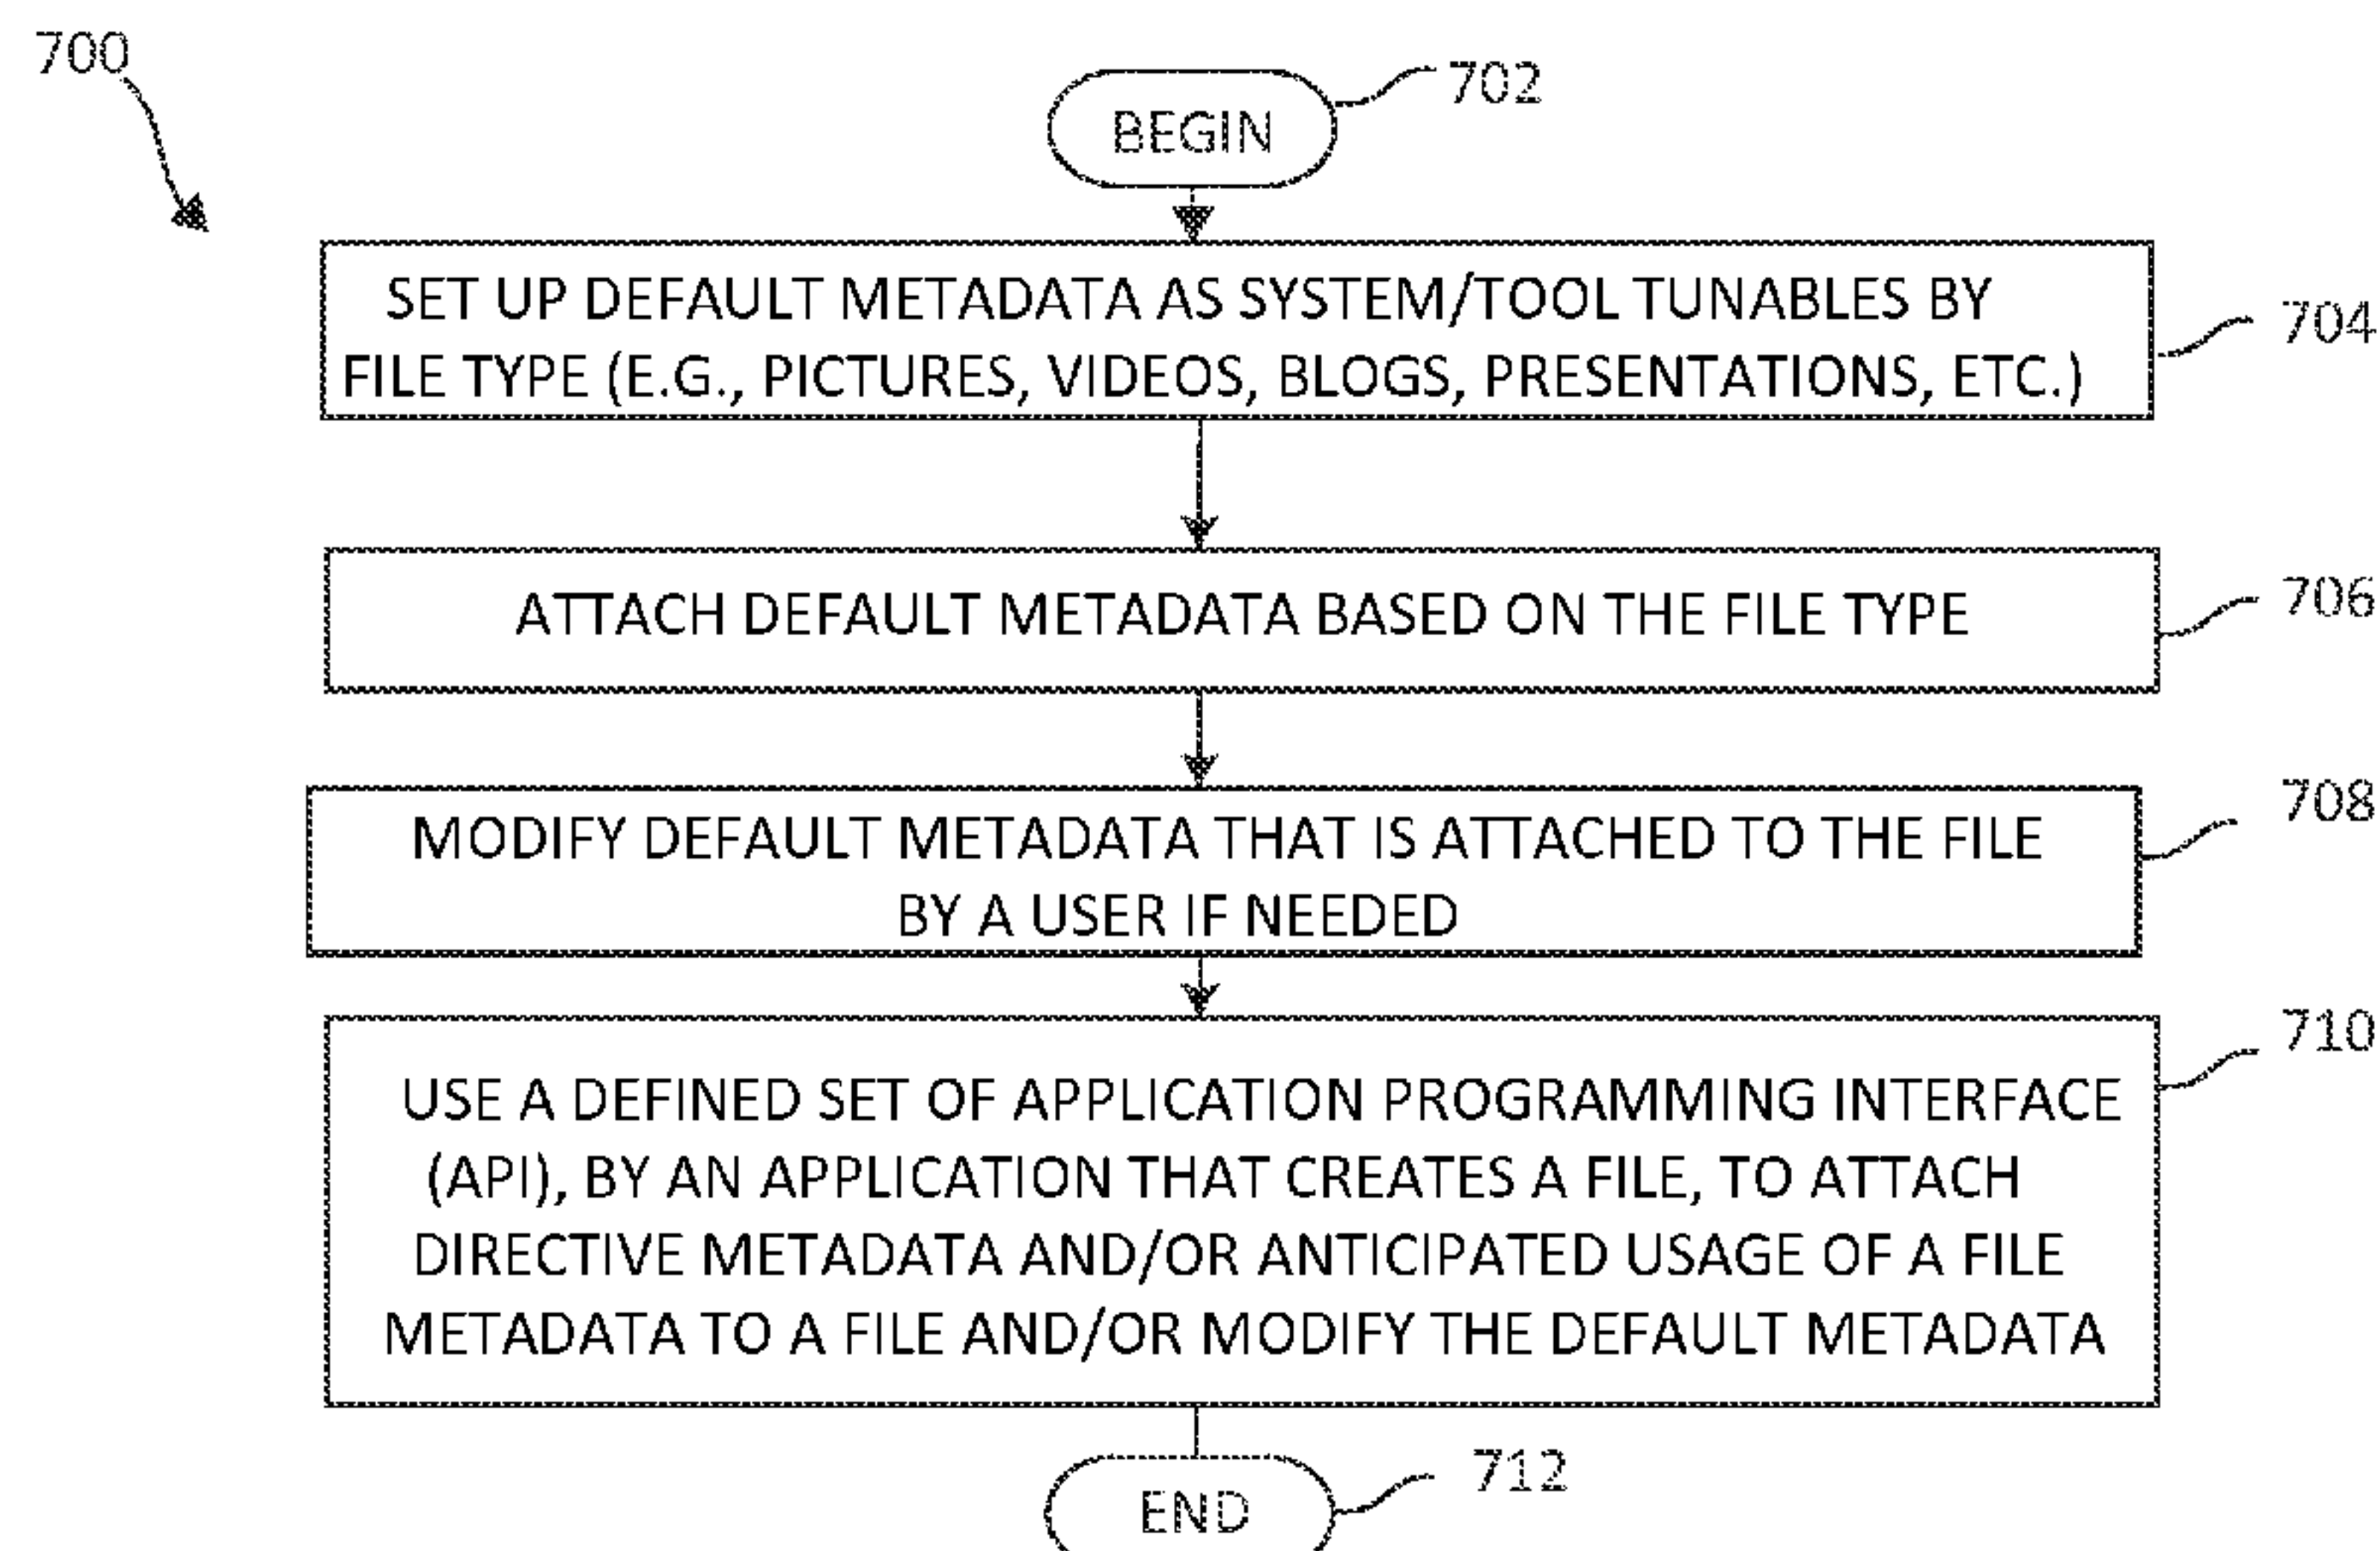 700
BEGIN
702
SET UP DEFAULT METADATA AS SYSTEM/TOOL TUNABLES BY
FILE TYPE (E.G., PICTURES, VIDEOS, BLOGS, PRESENTATIONS, ETC.)
704
ATTACH DEFAULT METADATA BASED ON THE FILE TYPE
706
MODIFY DEFAULT METADATA THAT IS ATTACHED TO THE FILE
BY A USER IF NEEDED
708
USE A DEFINED SET OF APPLICATION PROGRAMMING INTERFACE
(API), BY AN APPLICATION THAT CREATES A FILE, TO ATTACH
DIRECTIVE METADATA AND/OR ANTICIPATED USAGE OF A FILE
METADATA TO A FILE AND/OR MODIFY THE DEFAULT METADATA
710
END
712